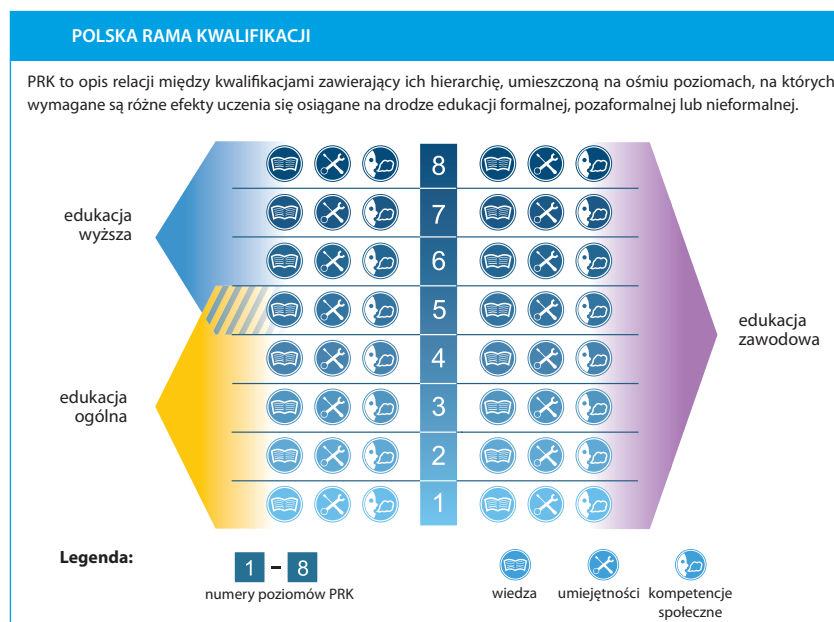 POLSKA RAMA KWALIFIKACJI
PRK to opis relacji między kwalifikacjami zawierający ich hierarchię, umieszczoną na ośmiu poziomach, na których
wymagane są różne efekty uczenia się osiągane na drodze edukacji formalnej, pozaformalnej lub nieformalnej.
edukacja
wyższa
edukacja
ogólna
8
7
6
5
4
3
2
1
edukacja
zawodowa
Legenda:
1 – 8
numery poziomów PRK
wiedza
umiejętności
kompetencje
społeczne